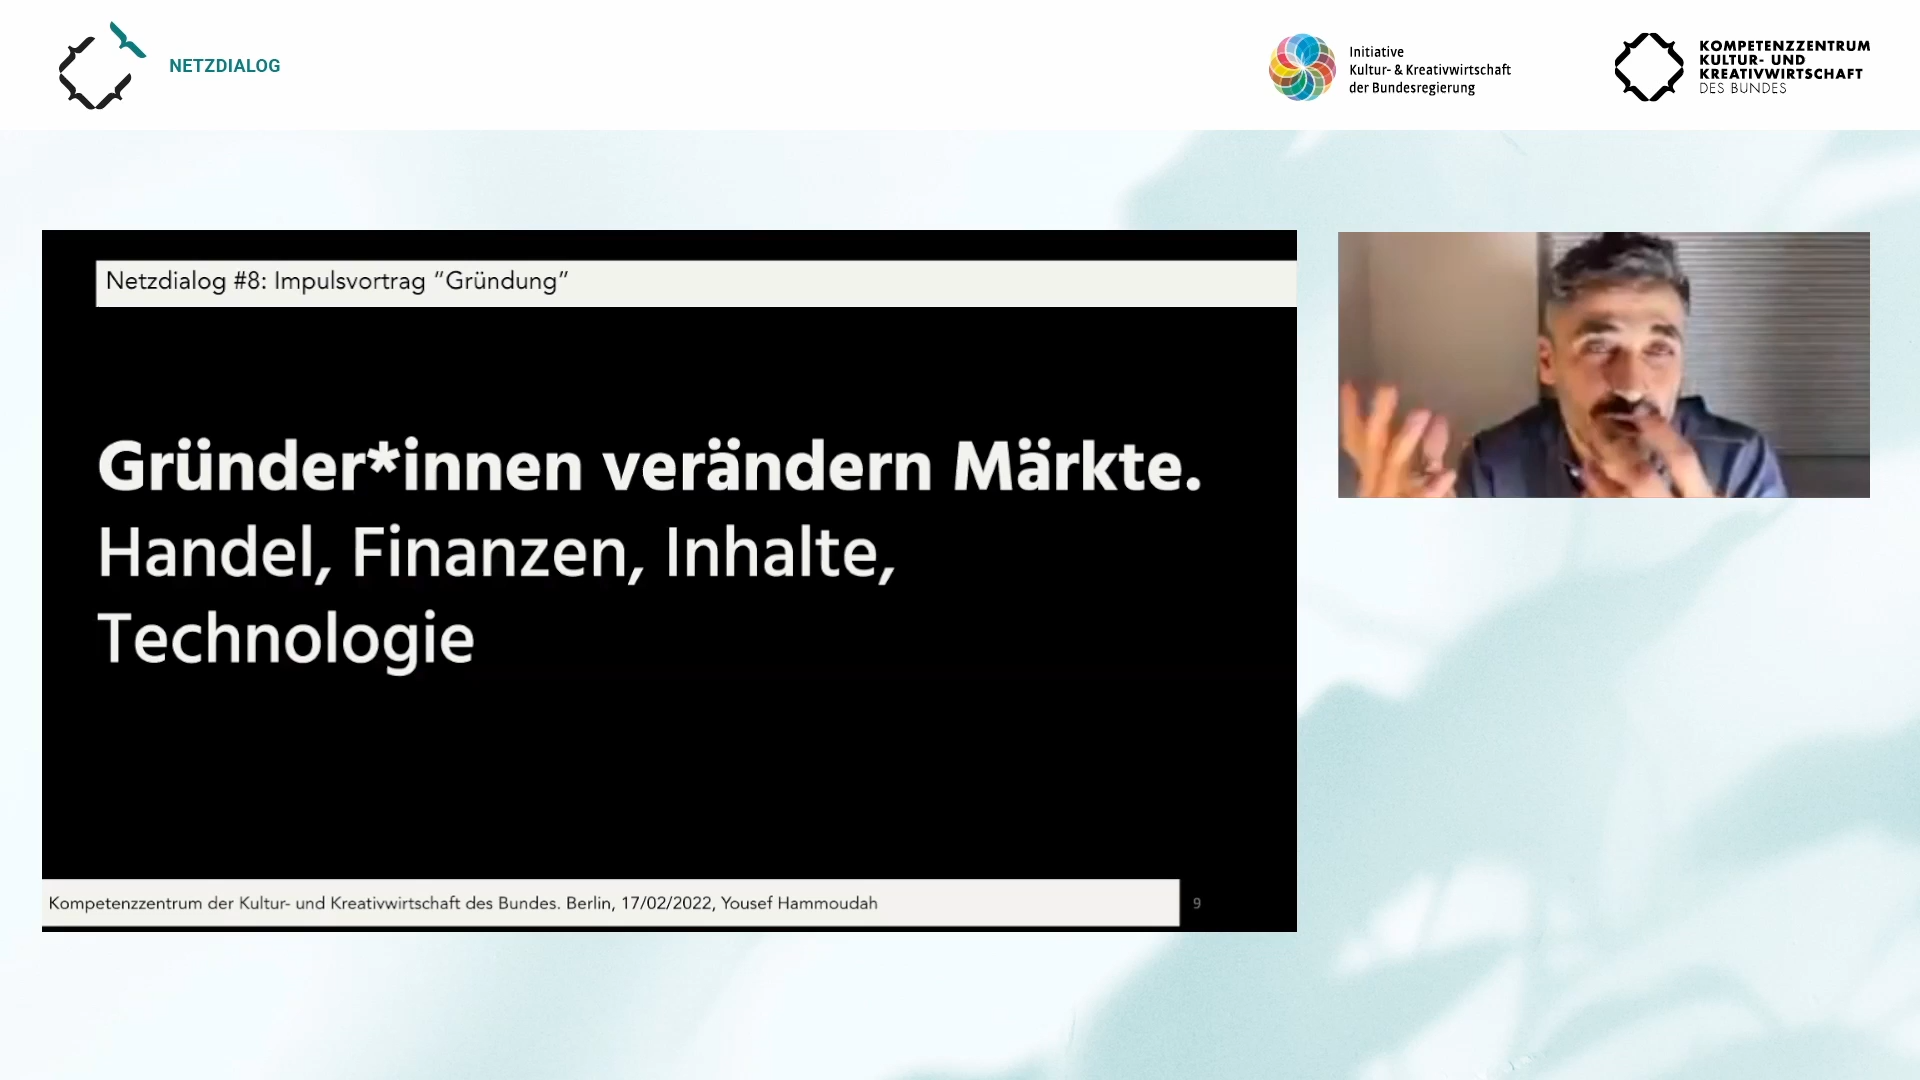 NETZDIALOG
Initiative
Kultur- & Kreativwirtschaft
der Bundesregierung
KOMPETENZZENTRUM
KULTUR- UND
KREATIVWIRTSCHAFT
DES BUNDES
Netzdialog #8: Impulsvortrag “Gründung”
Gründer*innen verändern Märkte.
Handel, Finanzen, Inhalte,
Technologie
Kompetenzzentrum der Kultur- und Kreativwirtschaft des Bundes. Berlin, 17/02/2022, Yousef Hammoudah
9